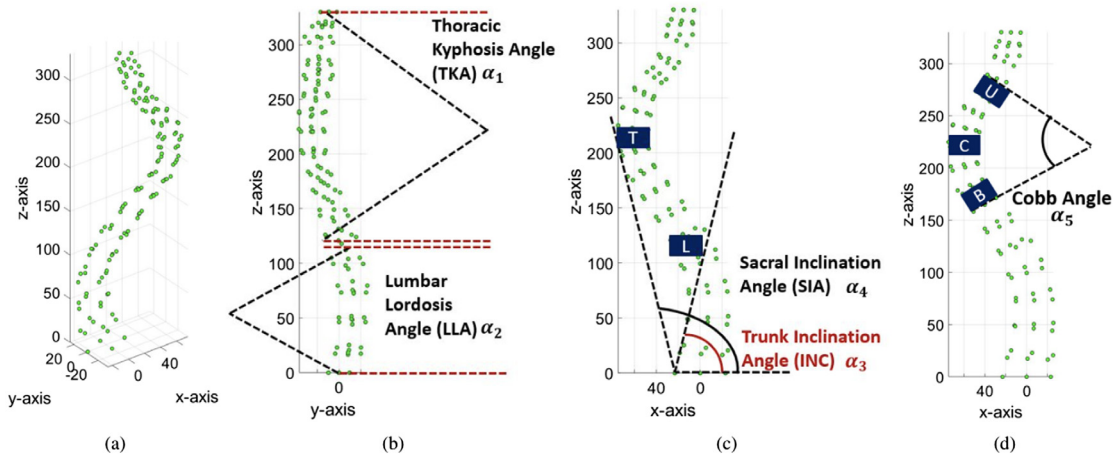 300
250
200
150
100
50
0
20
0
-20
0
40
z-axis
y-axis
x-axis
(a)
300
250
200
150
100
50
0
0
z-axis
y-axis
Thoracic
Kyphosis Angle
(TKA) α₁
Lumbar
Lordosis
Angle (LLA) α₂
(b)
300
250
200
150
100
50
0
40
0
z-axis
x-axis
T
L
Sacral Inclination
Angle (SIA) α₄
Trunk Inclination
Angle (INC) α₃
(c)
300
250
200
150
100
50
0
40
0
z-axis
x-axis
U
C
B
Cobb Angle
α₅
(d)